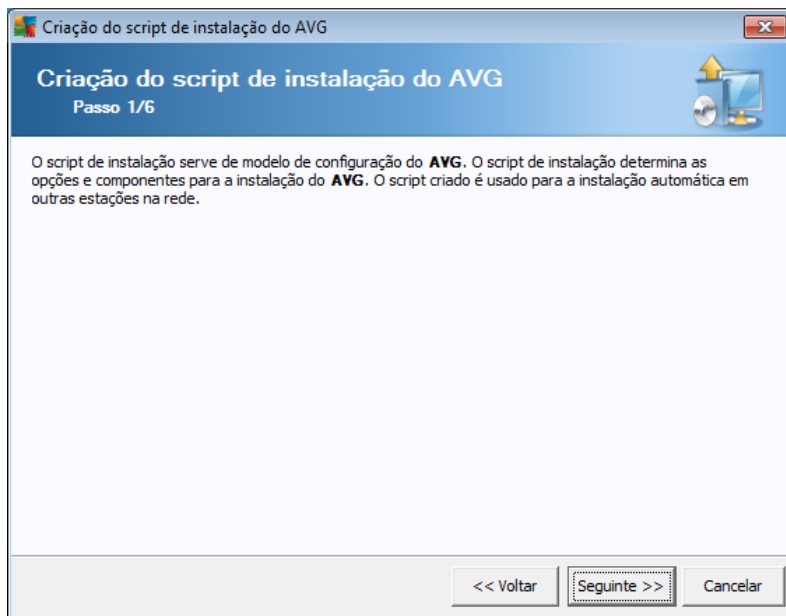 Criação do script de instalação do AVG
Criação do script de instalação do AVG
Passo 1/6
O script de instalação serve de modelo de configuração do AVG. O script de instalação determina as
opções e componentes para a instalação do AVG. O script criado é usado para a instalação automática em
outras estações na rede.
<< Voltar
Seguinte >>
Cancelar